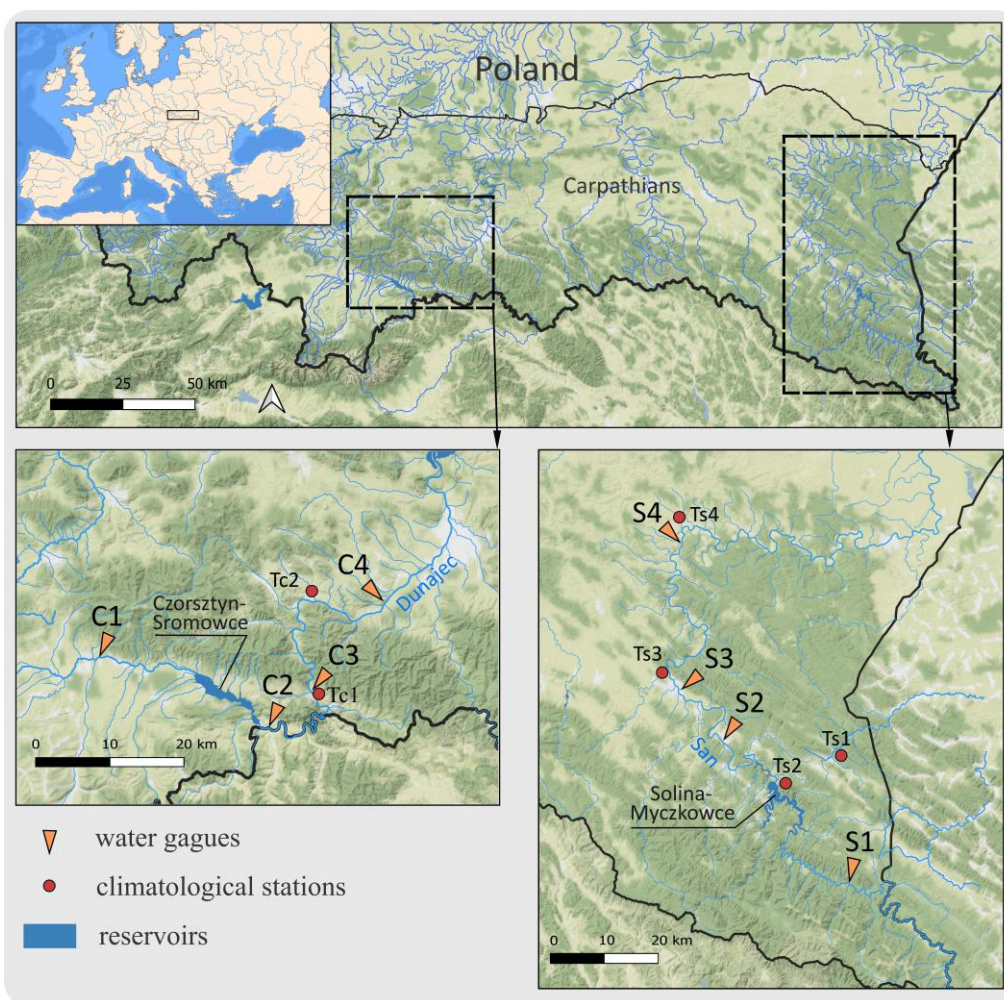 Poland
Carpathians
0 25 50 km
C4
Tc2
Dunajec
C1
Czorsztyn-
Sromowce
C3
C2
Tc1
0 10 20 km
S4
Ts4
Ts3
S3
S2
San
Ts1
Ts2
Solina-
Myczkowce
S1
0 10 20 km
water gagues
climatological stations
reservoirs